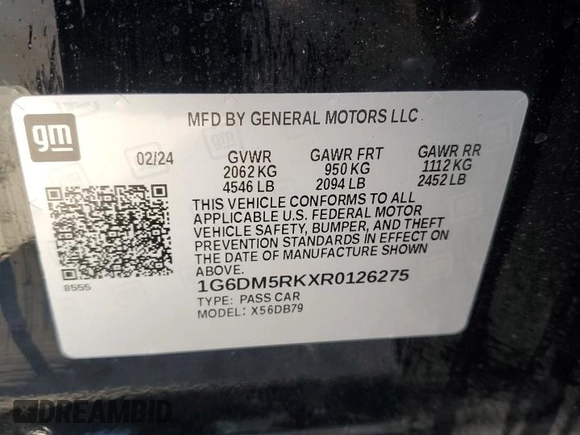 gm
MFD BY GENERAL MOTORS LLC
02/24 GVWR GAWR FRT GAWR RR
2062 KG 950 KG 1112 KG
4546 LB 2094 LB 2452 LB
THIS VEHICLE CONFORMS TO ALL
APPLICABLE U.S. FEDERAL MOTOR
VEHICLE SAFETY, BUMPER, AND THEFT
PREVENTION STANDARDS IN EFFECT ON
THE DATE OF MANUFACTURE SHOWN
ABOVE.
8555
1G6DM5RKXR0126275
TYPE: PASS CAR
MODEL: X56DB79
DREAMBID